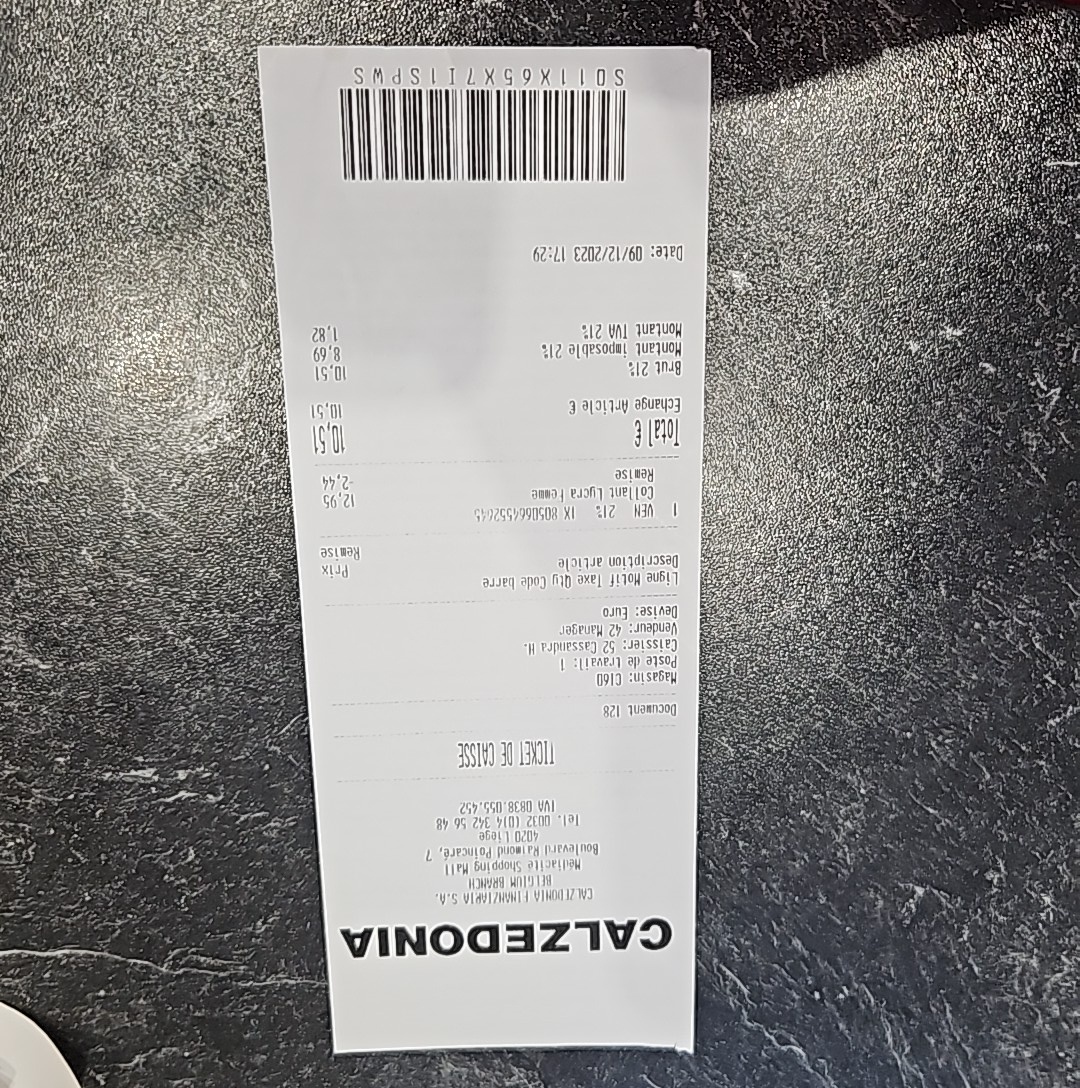 CALZEDONIA
CALZEDONIA FINANZIARIA S.A.
BELGIUM BRANCH
Médiacité Shopping Mall
Boulevard Raimond Poincaré, 7
4020 Liege
Tel. 0032 (0)4 342 56 48
TVA 0838.055.452
TICKET DE CAISSE
Document 128
Magasin: CI60
Poste de travail: 1
Caissier: 52 Cassandra H.
Vendeur: 42 Manager
Devise: Euro
Ligne Motif Taxe Qty Code barre Prix
Description article Remise
1 VEN 21% 1X 8050664552645 12,95
Collant Lycra Femme
Remise -2,44
Total € 10,51
Echange Article € 10,51
Brut 21% 10,51
Montant imposable 21% 8,69
Montant TVA 21% 1,82
Date: 09/12/2023 17:29
S011X65X7I1SPWS